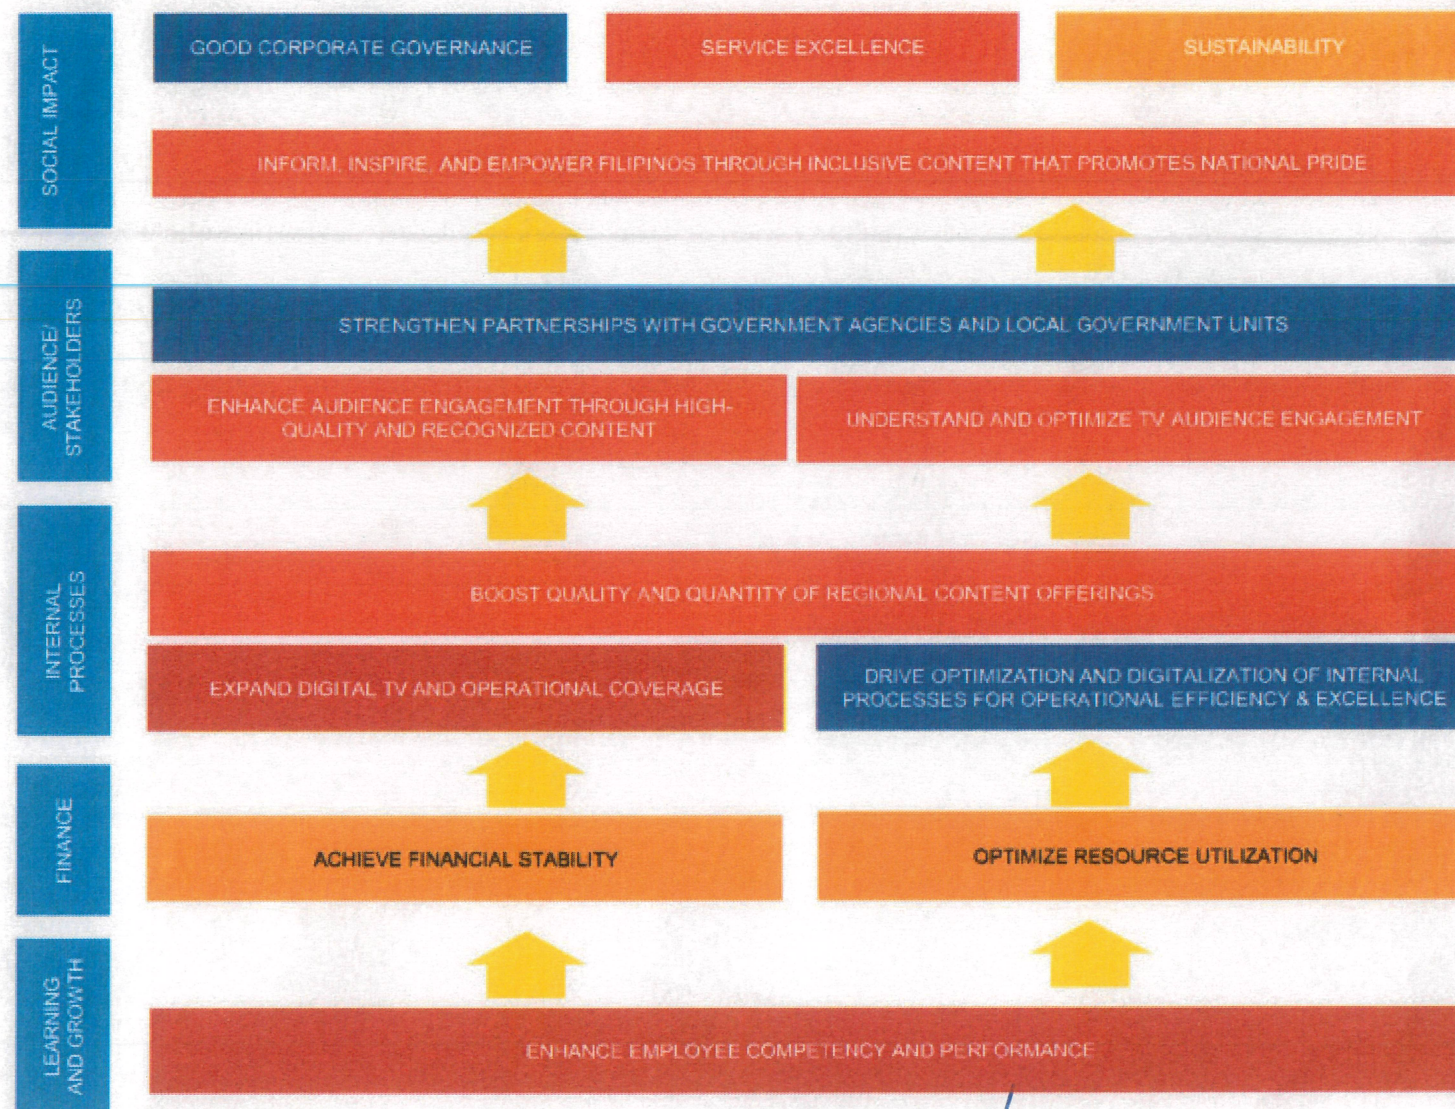 SOCIAL IMPACT
GOOD CORPORATE GOVERNANCE
SERVICE EXCELLENCE
SUSTAINABILITY
INFORM, INSPIRE, AND EMPOWER FILIPINOS THROUGH INCLUSIVE CONTENT THAT PROMOTES NATIONAL PRIDE
AUDIENCE/
STAKEHOLDERS
STRENGTHEN PARTNERSHIPS WITH GOVERNMENT AGENCIES AND LOCAL GOVERNMENT UNITS
ENHANCE AUDIENCE ENGAGEMENT THROUGH HIGH-
QUALITY AND RECOGNIZED CONTENT
UNDERSTAND AND OPTIMIZE TV AUDIENCE ENGAGEMENT
INTERNAL
PROCESSES
BOOST QUALITY AND QUANTITY OF REGIONAL CONTENT OFFERINGS
EXPAND DIGITAL TV AND OPERATIONAL COVERAGE
DRIVE OPTIMIZATION AND DIGITALIZATION OF INTERNAL
PROCESSES FOR OPERATIONAL EFFICIENCY & EXCELLENCE
FINANCE
ACHIEVE FINANCIAL STABILITY
OPTIMIZE RESOURCE UTILIZATION
LEARNING
AND GROWTH
ENHANCE EMPLOYEE COMPETENCY AND PERFORMANCE